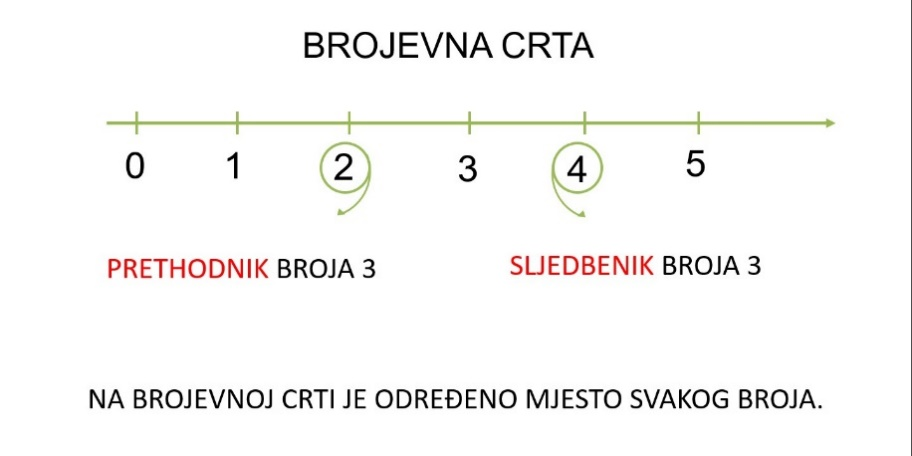 BROJEVNA CRTA
0 1 2 3 4 5
PRETHODNIK BROJA 3
SLJEDBENIK BROJA 3
NA BROJEVNOJ CRTI JE ODREĐENO MJESTO SVAKOG BROJA.